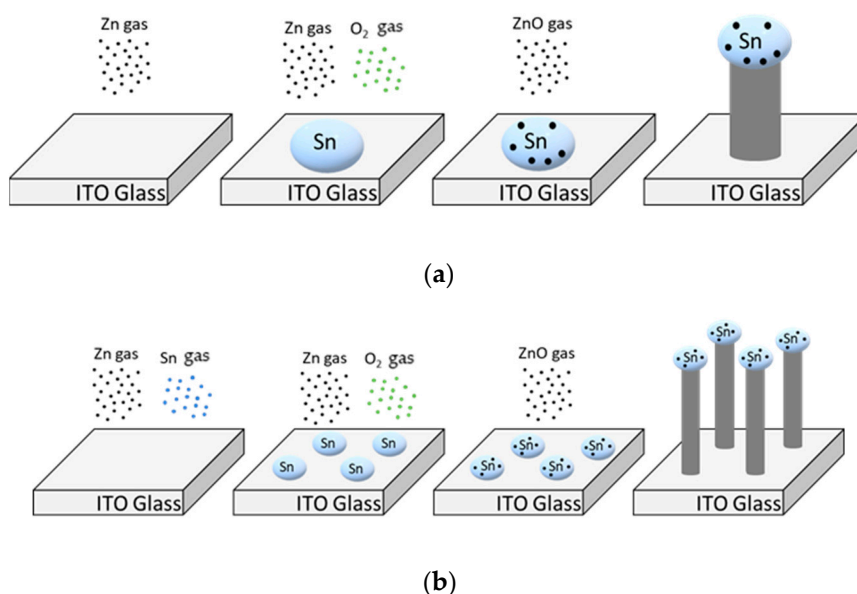 Zn gas
Zn gas O₂ gas
ZnO gas
Sn
Sn
Sn
ITO Glass
ITO Glass
ITO Glass
ITO Glass
(a)
Zn gas Sn gas
Zn gas O₂ gas
ZnO gas
Sn Sn Sn Sn
Sn Sn Sn Sn
Sn Sn Sn Sn
ITO Glass
ITO Glass
ITO Glass
ITO Glass
(b)